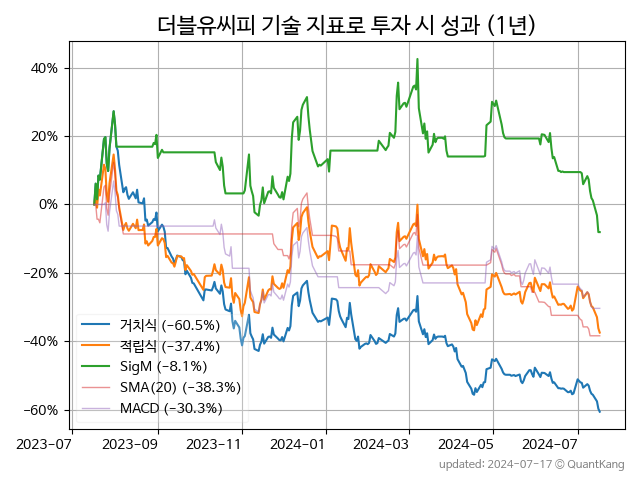 더블유씨피 기술 지표로 투자 시 성과 (1년)
40%
20%
0%
−20%
−40%
−60%
거치식 (−60.5%)
적립식 (−37.4%)
SigM (−8.1%)
SMA(20) (−38.3%)
MACD (−30.3%)
2023-07 2023-09 2023-11 2024-01 2024-03 2024-05 2024-07
updated: 2024-07-17 © QuantKang